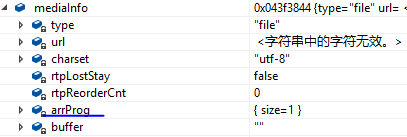 mediaInfo 0x043f3844 {type="file" url= <
type "file"
url <字符串中的字符无效。>
charset "utf-8"
rtpLostStay false
rtpReorderCnt 0
arrProg { size=1 }
buffer ""